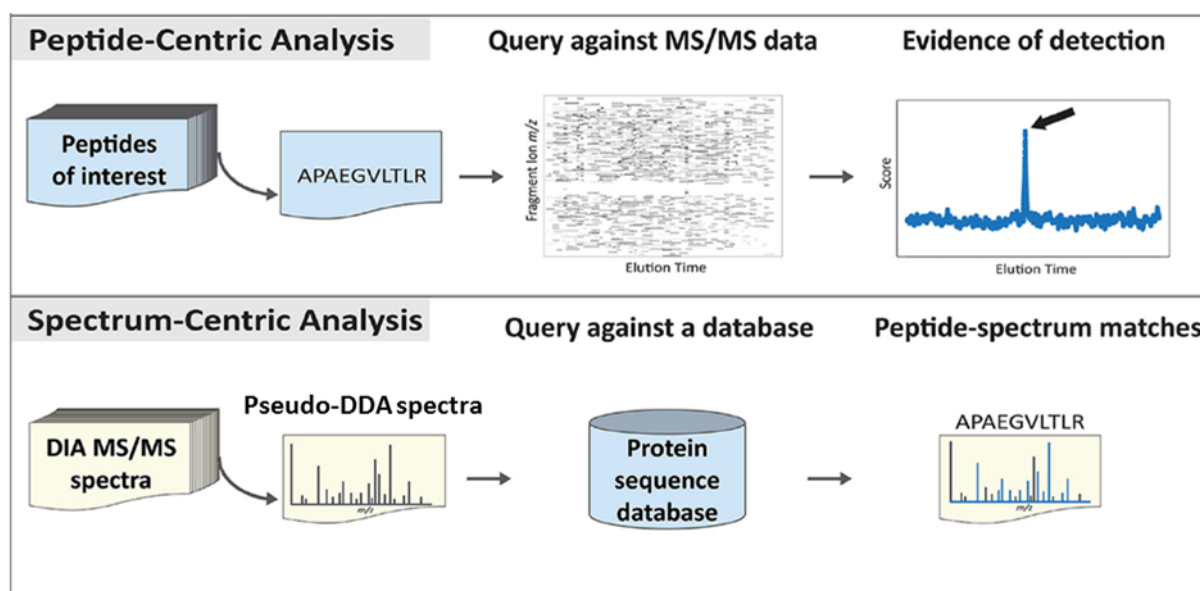 Peptide-Centric Analysis
Query against MS/MS data
Evidence of detection
Peptides
of interest
APAEGVLTLR
Fragment Ion m/z
Elution Time
Score
Elution Time
Spectrum-Centric Analysis
Query against a database
Peptide-spectrum matches
DIA MS/MS
spectra
Pseudo-DDA spectra
m/z
Protein
sequence
database
APAEGVLTLR
m/z